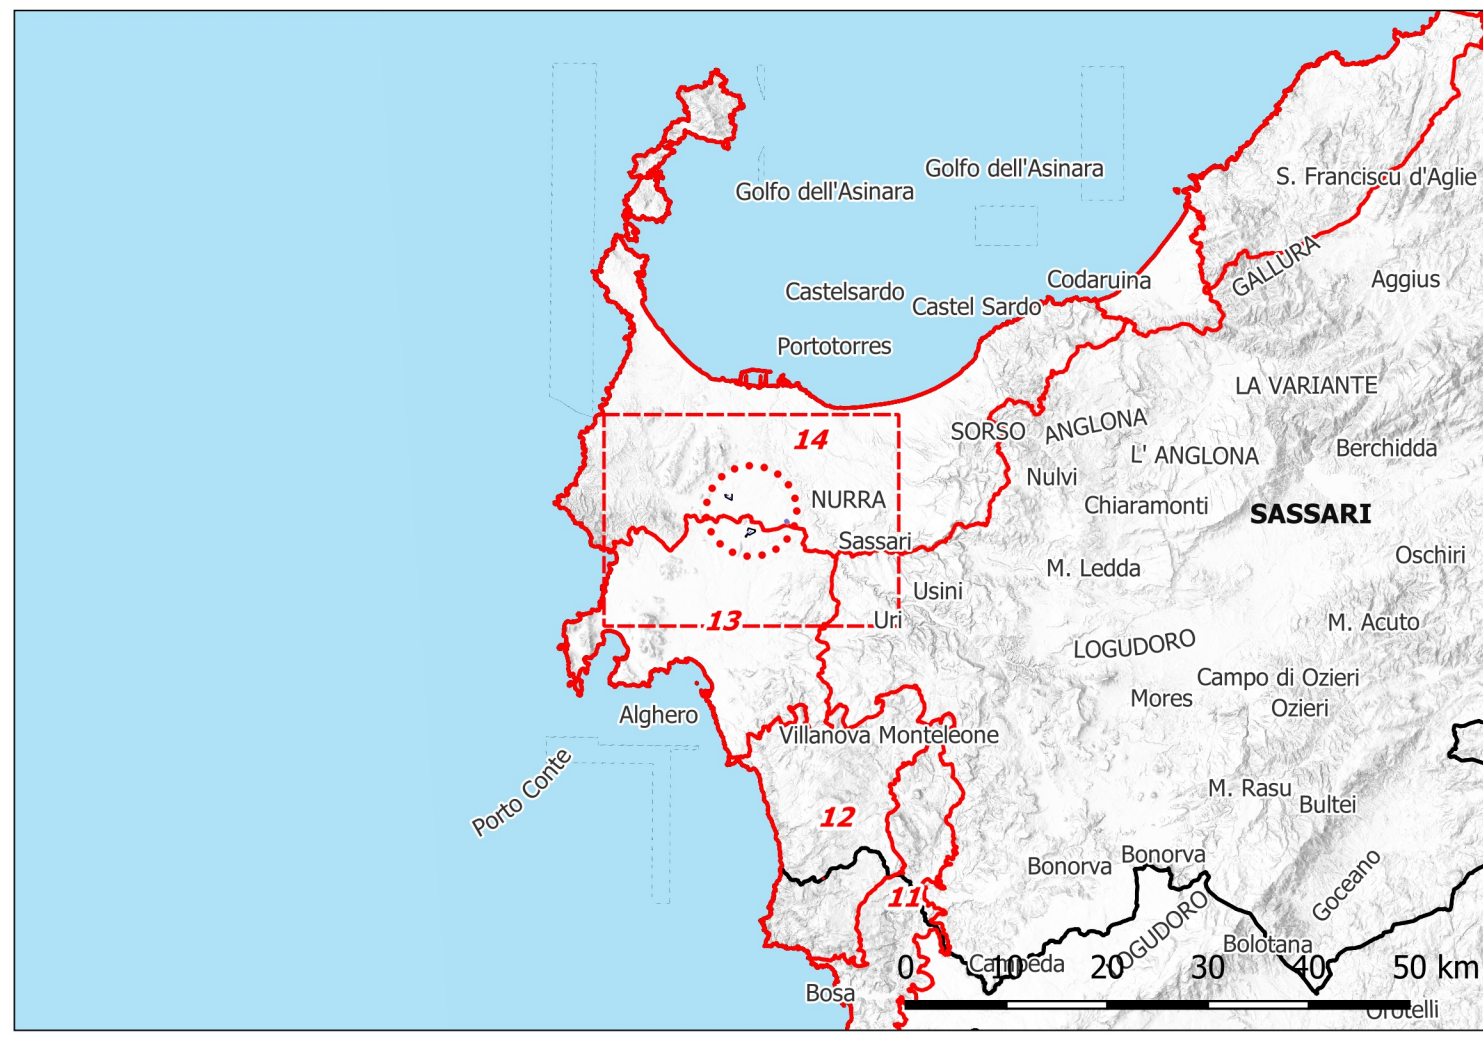 Golfo dell'Asinara
S. Franciscu d'Aglie
Golfo dell'Asinara
GALLURA
Codaruina
Aggius
Castelsardo
Castel Sardo
Portotorres
LA VARIANTE
14
SORSO
ANGLONA
L' ANGLONA
Berchidda
Nulvi
NURRA
Chiaramonti
SASSARI
Sassari
Oschiri
M. Ledda
Usini
13
Uri
M. Acuto
LOGUDORO
Campo di Ozieri
Mores
Ozieri
Alghero
Villanova Monteleone
Porto Conte
M. Rasu
Bultei
12
Bonorva
Bonorva
Goceano
11
LOGUDORO
Bolotana
Campeda
0 10 20 30 40 50 km
Bosa
Orotelli